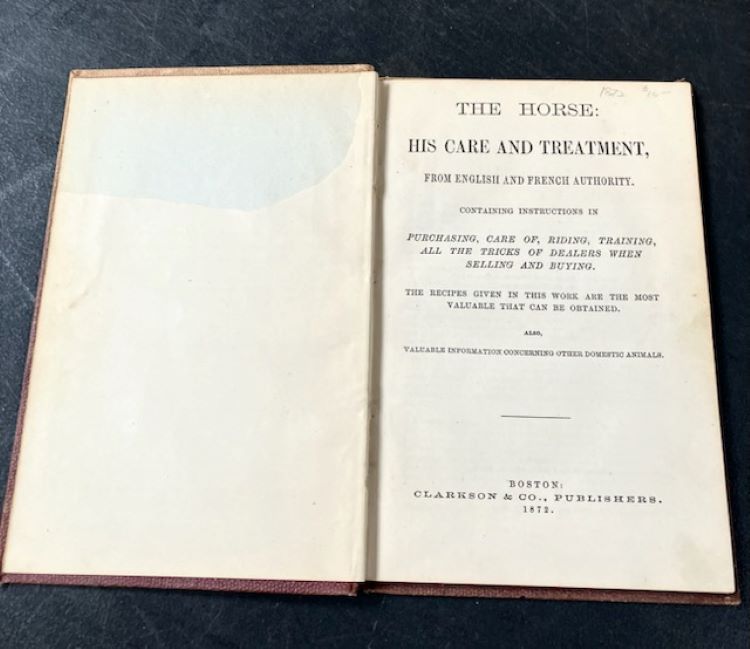 1872 $15-
THE HORSE:
HIS CARE AND TREATMENT,
FROM ENGLISH AND FRENCH AUTHORITY.
CONTAINING INSTRUCTIONS IN
PURCHASING, CARE OF, RIDING, TRAINING,
ALL THE TRICKS OF DEALERS WHEN
SELLING AND BUYING.
THE RECIPES GIVEN IN THIS WORK ARE THE MOST
VALUABLE THAT CAN BE OBTAINED.
ALSO,
VALUABLE INFORMATION CONCERNING OTHER DOMESTIC ANIMALS.
BOSTON:
CLARKSON & CO., PUBLISHERS.
1872.